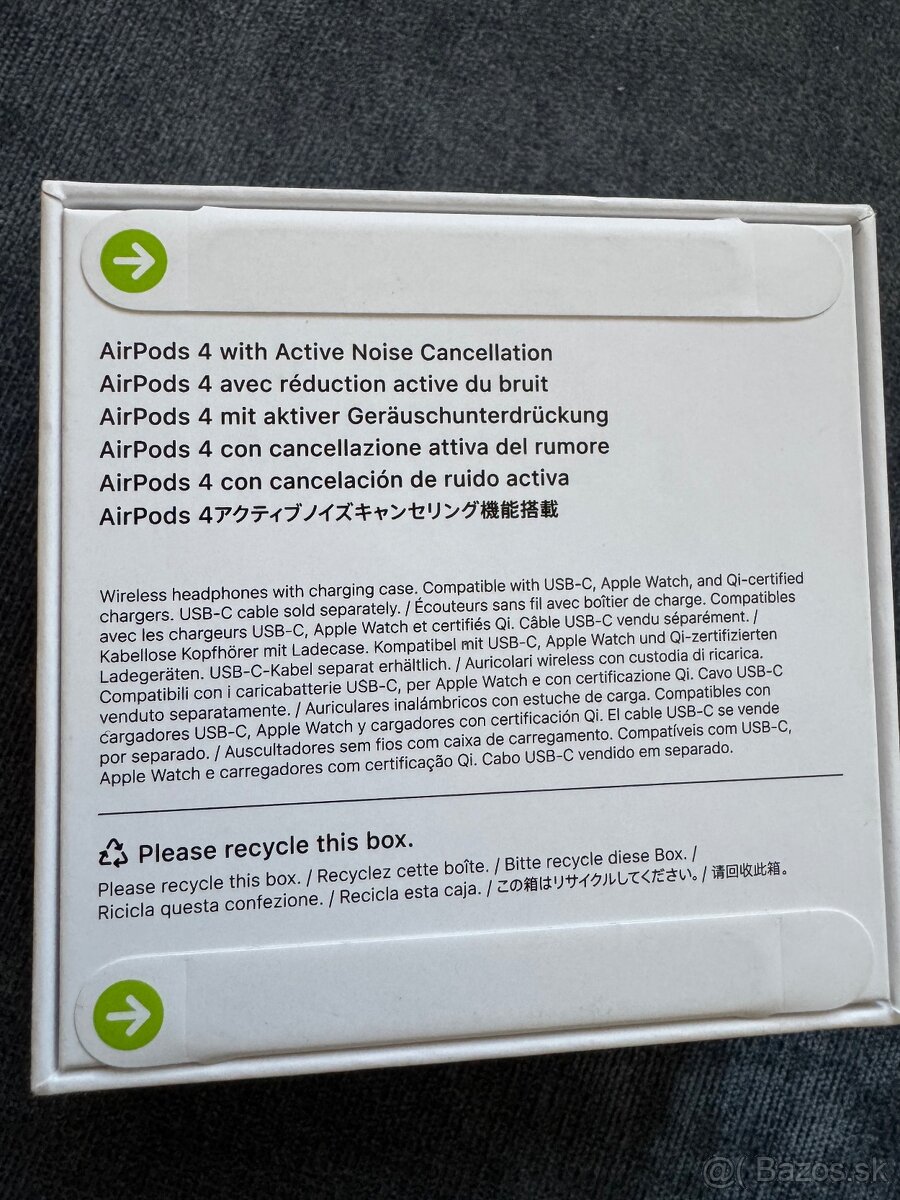 AirPods 4 with Active Noise Cancellation
AirPods 4 avec réduction active du bruit
AirPods 4 mit aktiver Geräuschunterdrückung
AirPods 4 con cancellazione attiva del rumore
AirPods 4 con cancelación de ruido activa
AirPods 4アクティブノイズキャンセリング機能搭載
Wireless headphones with charging case. Compatible with USB-C, Apple Watch, and Qi-certified
chargers. USB-C cable sold separately. / Écouteurs sans fil avec boîtier de charge. Compatibles
avec les chargeurs USB-C, Apple Watch et certifiés Qi. Câble USB-C vendu séparément. /
Kabellose Kopfhörer mit Ladecase. Kompatibel mit USB-C, Apple Watch und Qi-zertifizierten
Ladegeräten. USB-C-Kabel separat erhältlich. / Auricolari wireless con custodia di ricarica.
Compatibili con i caricabatterie USB-C, per Apple Watch e con certificazione Qi. Cavo USB-C
venduto separatamente. / Auriculares inalámbricos con estuche de carga. Compatibles con
cargadores USB-C, Apple Watch y cargadores con certificación Qi. El cable USB-C se vende
por separado. / Auscultadores sem fios com caixa de carregamento. Compatíveis com USB-C,
Apple Watch e carregadores com certificação Qi. Cabo USB-C vendido em separado.
Please recycle this box.
Please recycle this box. / Recyclez cette boîte. / Bitte recycle diese Box. /
Ricicla questa confezione. / Recicla esta caja. / この箱はリサイクルしてください。/ 请回收此箱。
@( Bazos.sk